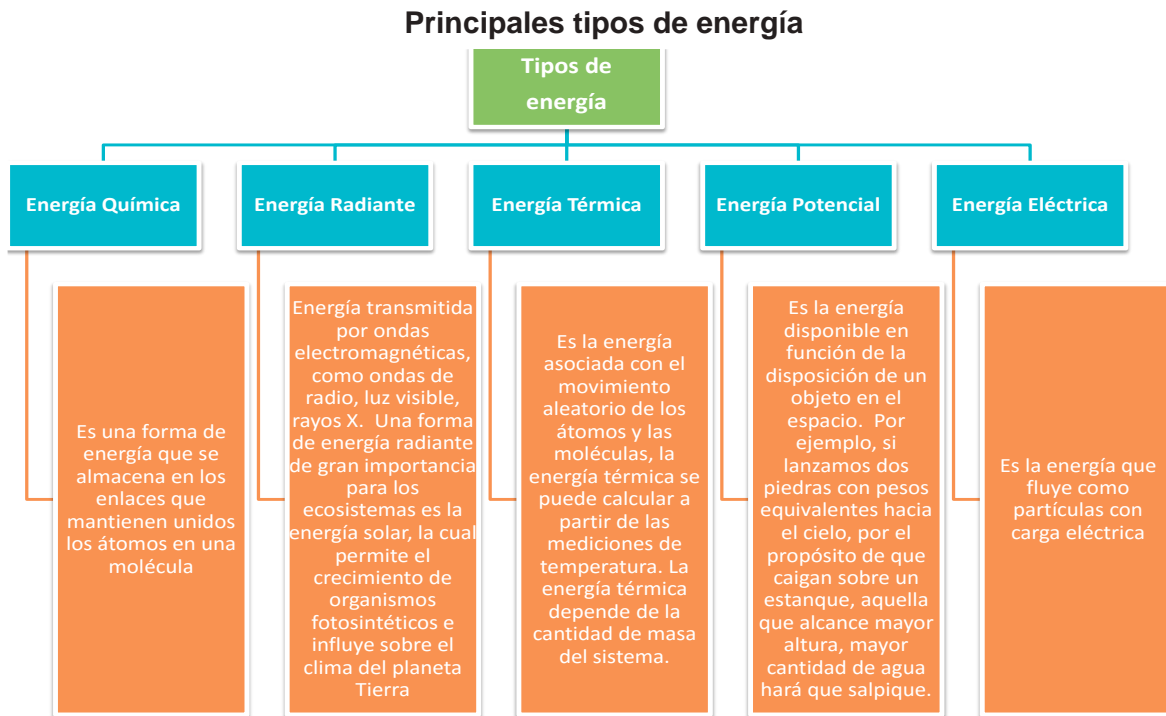 Principales tipos de energía
Tipos de
energía
Energía Química
Energía Radiante
Energía Térmica
Energía Potencial
Energía Eléctrica
Es una forma de
energía que se
almacena en los
enlaces que
mantienen unidos
los átomos en una
molécula
Energía transmitida
por ondas
electromagnéticas,
como ondas de
radio, luz visible,
rayos X. Una forma
de energía radiante
de gran importancia
para los
ecosistemas es la
energía solar, la cual
permite el
crecimiento de
organismos
fotosintéticos e
influye sobre el
clima del planeta
Tierra
Es la energía
asociada con el
movimiento
aleatorio de los
átomos y las
moléculas, la
energía térmica se
puede calcular a
partir de las
mediciones de
temperatura. La
energía térmica
depende de la
cantidad de masa
del sistema.
Es la energía
disponible en
función de la
disposición de un
objeto en el
espacio. Por
ejemplo, si
lanzamos dos
piedras con pesos
equivalentes hacia
el cielo, por el
propósito de que
caigan sobre un
estanque, aquella
que alcance mayor
altura, mayor
cantidad de agua
hará que salpique.
Es la energía que
fluye como
partículas con
carga eléctrica